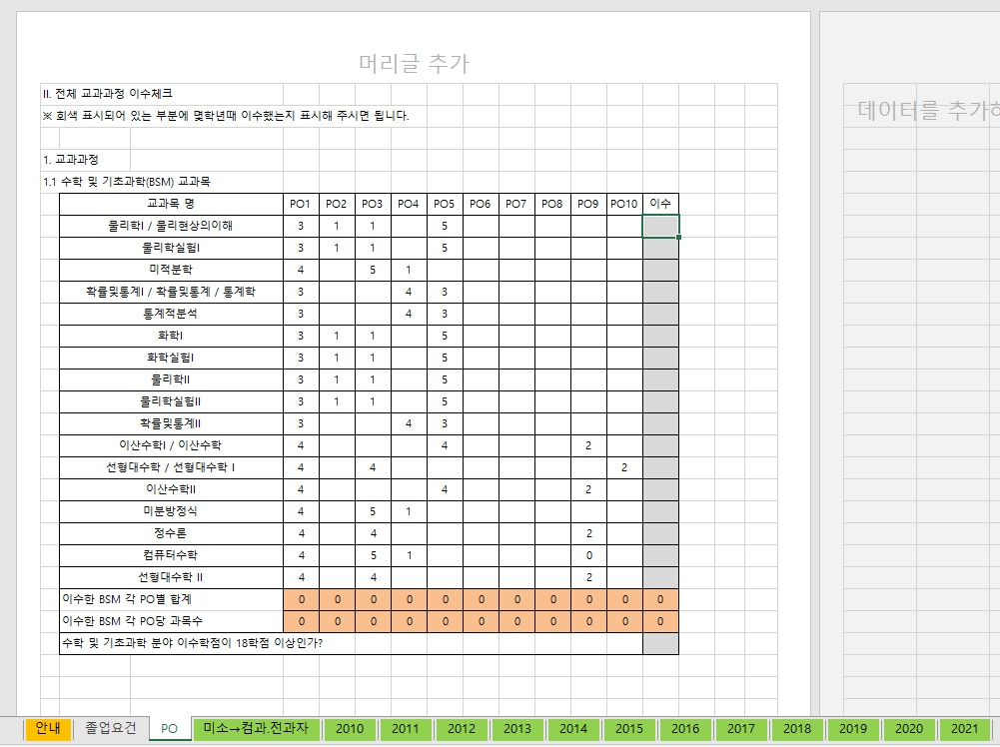 머리글 추가
II. 전체 교과과정 이수체크
※ 회색 표시되어 있는 부분에 몇학년때 이수했는지 표시해 주시면 됩니다.
데이터를 추가하
1. 교과과정
1.1 수학 및 기초과학(BSM) 교과목
교과목 명 PO1 PO2 PO3 PO4 PO5 PO6 PO7 PO8 PO9 PO10 이수
물리학I / 물리현상의이해 3 1 1 5
물리학실험I 3 1 1 5
미적분학 4 5 1
확률및통계I / 확률및통계 / 통계학 3 4 3
통계적분석 3 4 3
화학I 3 1 1 5
화학실험I 3 1 1 5
물리학II 3 1 1 5
물리학실험II 3 1 1 5
확률및통계II 3 4 3
이산수학I / 이산수학 4 4 2
선형대수학 / 선형대수학 I 4 4 2
이산수학II 4 4 2
미분방정식 4 5 1
정수론 4 4 2
컴퓨터수학 4 5 1 0
선형대수학 II 4 4 2
이수한 BSM 각 PO별 합계 0 0 0 0 0 0 0 0 0 0 0
이수한 BSM 각 PO당 과목수 0 0 0 0 0 0 0 0 0 0 0
수학 및 기초과학 분야 이수학점이 18학점 이상인가?
안내 졸업요건 PO 미소→컴과.전과자 2010 2011 2012 2013 2014 2015 2016 2017 2018 2019 2020 2021